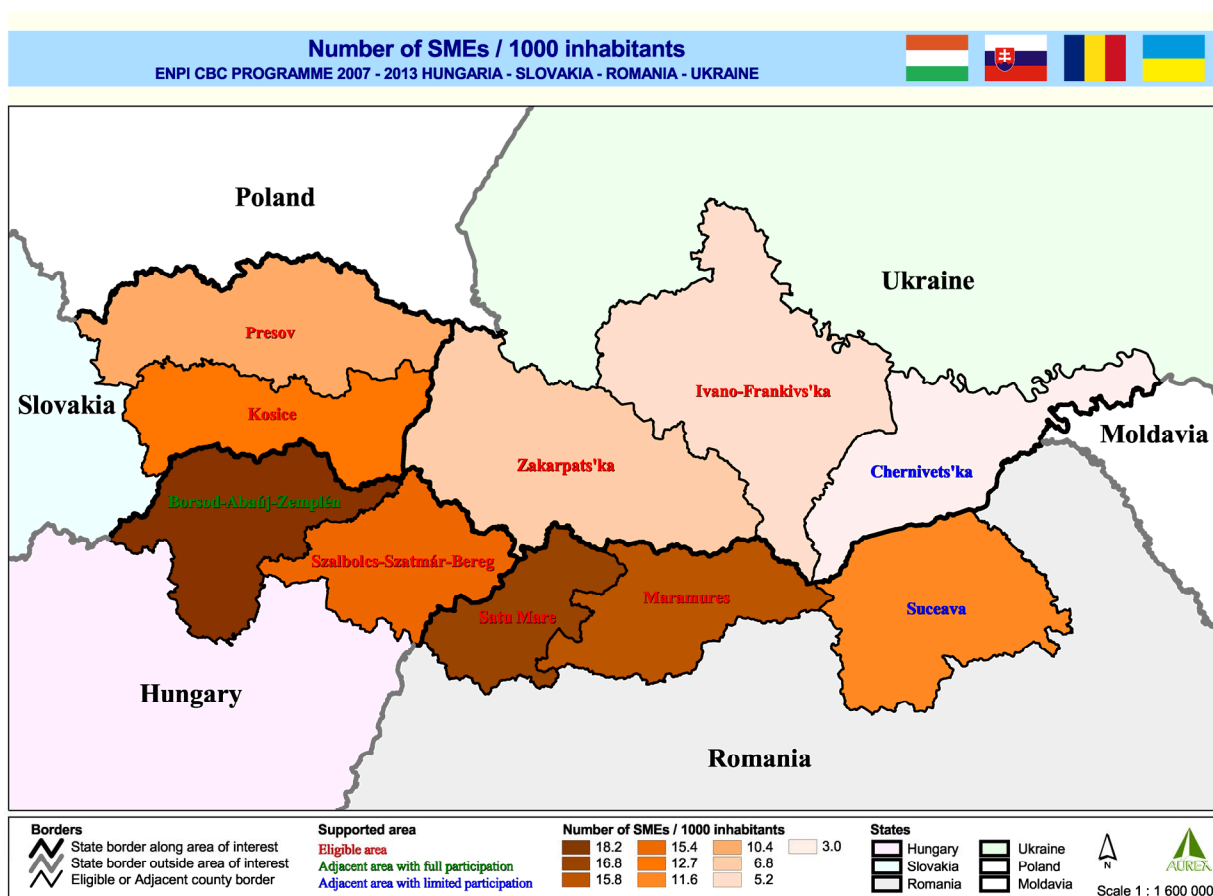 Number of SMEs / 1000 inhabitants
ENPI CBC PROGRAMME 2007 - 2013 HUNGARIA - SLOVAKIA - ROMANIA - UKRAINE
Poland
Ukraine
Presov
Ivano-Frankivs'ka
Slovakia
Kosice
Moldavia
Zakarpats'ka
Chernivets'ka
Borsod-Abaúj-Zemplén
Szalbolcs-Szatmár-Bereg
Maramures
Satu Mare
Suceava
Hungary
Romania
Borders
State border along area of interest
State border outside area of interest
Eligible or Adjacent county border
Supported area
Eligible area
Adjacent area with full participation
Adjacent area with limited participation
Number of SMEs / 1000 inhabitants
18.2 15.4 10.4 3.0
16.8 12.7 6.8
15.8 11.6 5.2
States
Hungary Ukraine
Slovakia Poland
Romania Moldavia
N
AUREX
Scale 1 : 1 600 000